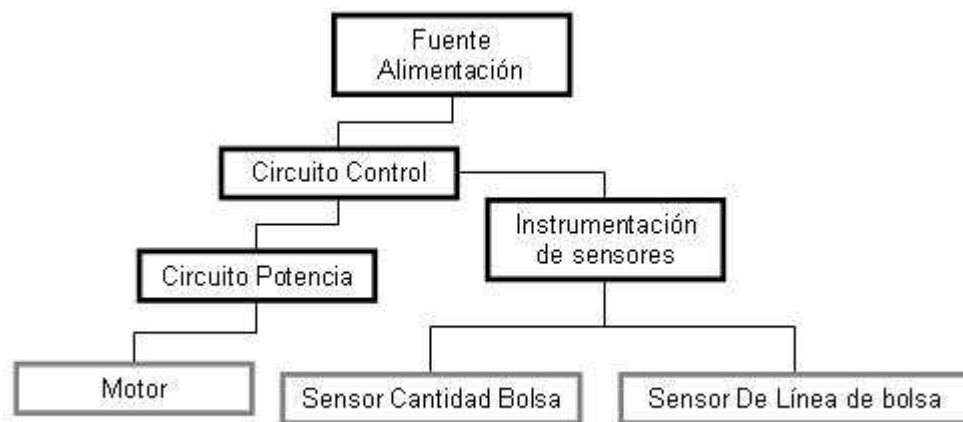 Fuente
Alimentación
Circuito Control
Instrumentación
de sensores
Circuito Potencia
Motor
Sensor Cantidad Bolsa
Sensor De Línea de bolsa